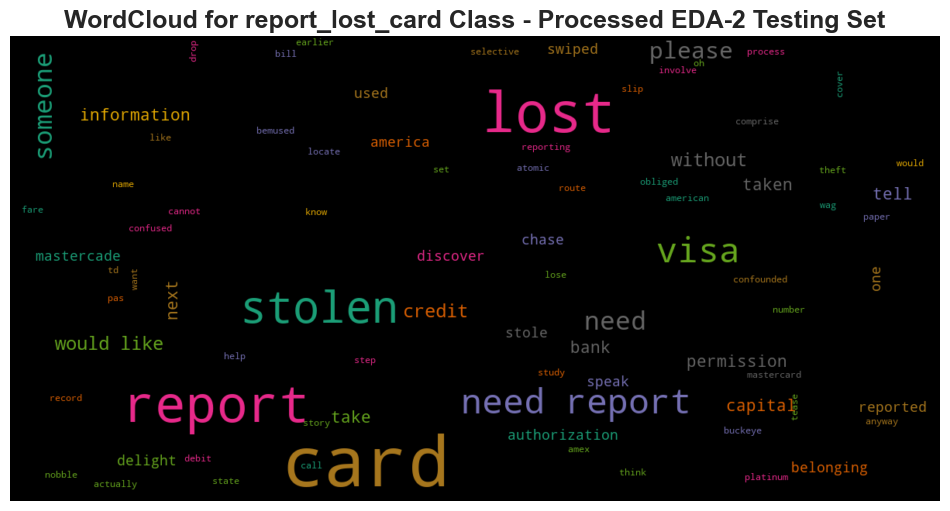 WordCloud for report_lost_card Class - Processed EDA-2 Testing Set
earlier
drop
bill
selective
swiped
please
process
oh
involve
someone
used
slip
cover
information
lost
like
bemused
america
comprise
reporting
locate
without
set
atomic
theft
would
name
route
obliged
taken
tell
american
fare
cannot
know
wag
paper
confused
chase
mastercade
discover
visa
td
want
lose
confounded
one
pas
next
stolen
credit
number
need
stole
would like
bank
help
step
permission
study
mastercard
speak
record
report
need report
capital
tease
reported
story
take
anyway
buckeye
card
authorization
amex
delight
debit
call
belonging
nobble
actually
state
think
platinum